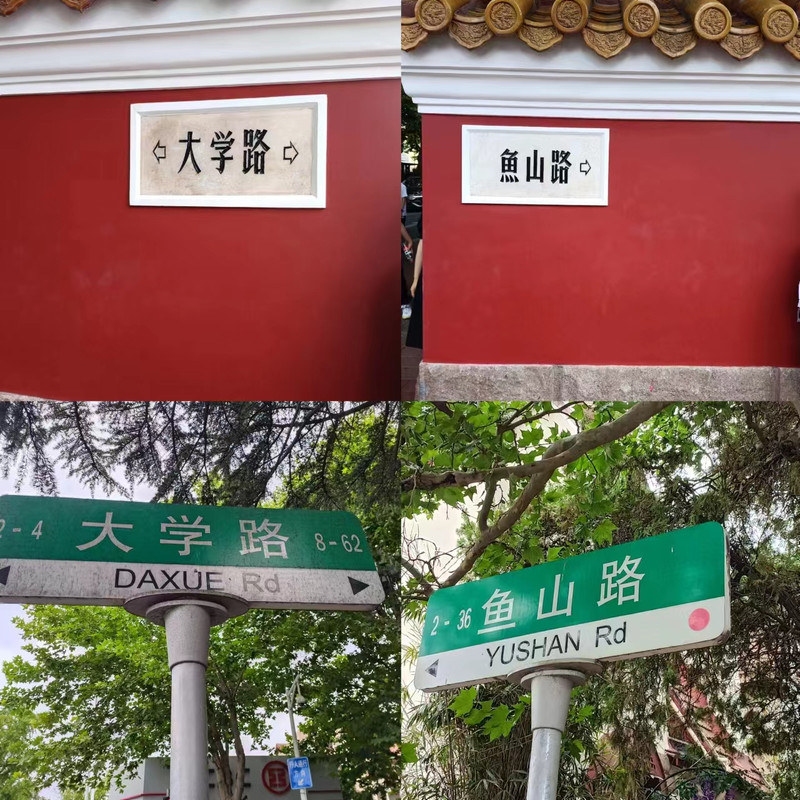 ⇦大学路⇨
魚山路⇨
2-4 大学路 8-62
◀ DAXUE Rd ▶
2-36 鱼山路
◀ YUSHAN Rd